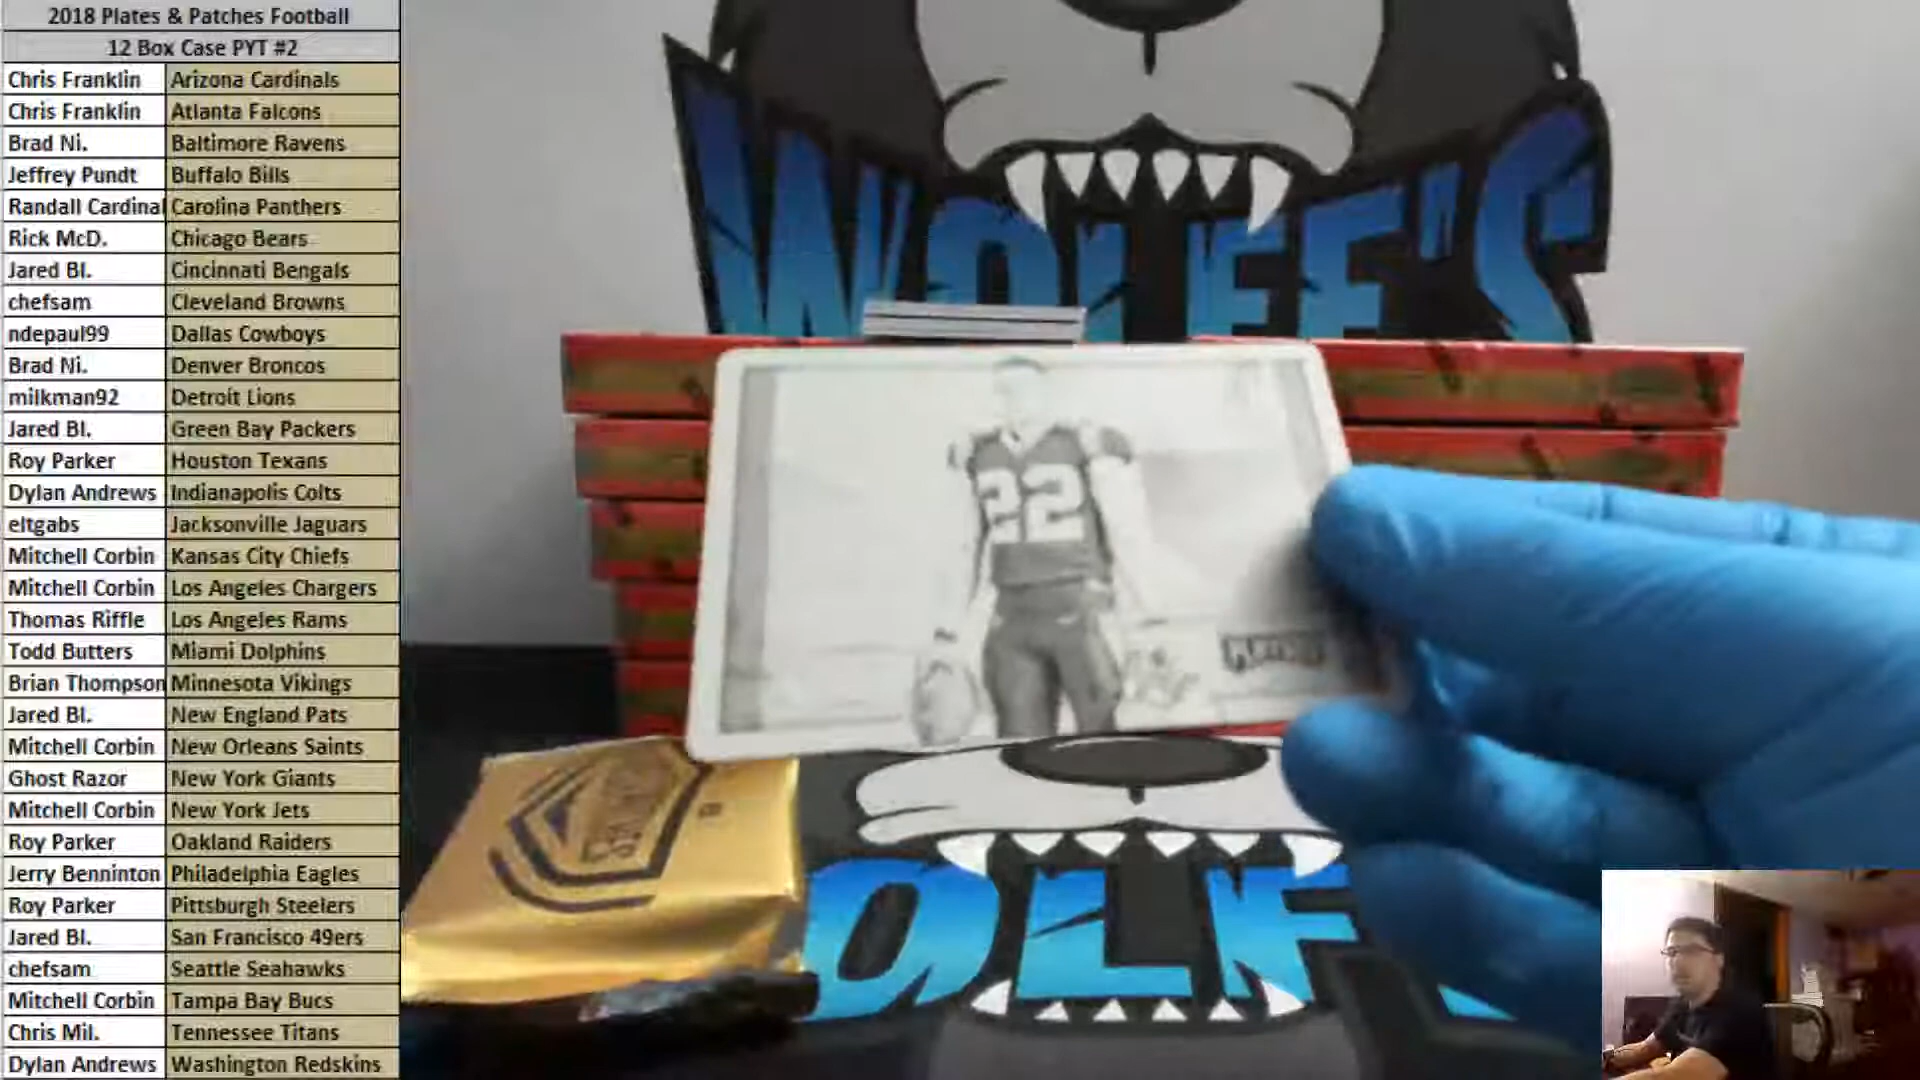 2018 Plates & Patches Football
12 Box Case PYT #2
Chris Franklin Arizona Cardinals
Chris Franklin Atlanta Falcons
Brad Ni. Baltimore Ravens
Jeffrey Pundt Buffalo Bills
Randall Cardinal Carolina Panthers
Rick McD. Chicago Bears
Jared Bl. Cincinnati Bengals
chefsam Cleveland Browns
ndepaul99 Dallas Cowboys
Brad Ni. Denver Broncos
milkman92 Detroit Lions
Jared Bl. Green Bay Packers
Roy Parker Houston Texans
Dylan Andrews Indianapolis Colts
eltgabs Jacksonville Jaguars
Mitchell Corbin Kansas City Chiefs
Mitchell Corbin Los Angeles Chargers
Thomas Riffle Los Angeles Rams
Todd Butters Miami Dolphins
Brian Thompson Minnesota Vikings
Jared Bl. New England Pats
Mitchell Corbin New Orleans Saints
Ghost Razor New York Giants
Mitchell Corbin New York Jets
Roy Parker Oakland Raiders
Jerry Benninton Philadelphia Eagles
Roy Parker Pittsburgh Steelers
Jared Bl. San Francisco 49ers
chefsam Seattle Seahawks
Mitchell Corbin Tampa Bay Bucs
Chris Mil. Tennessee Titans
Dylan Andrews Washington Redskins
WOLFF'S
22
PLAYOFF
OLF